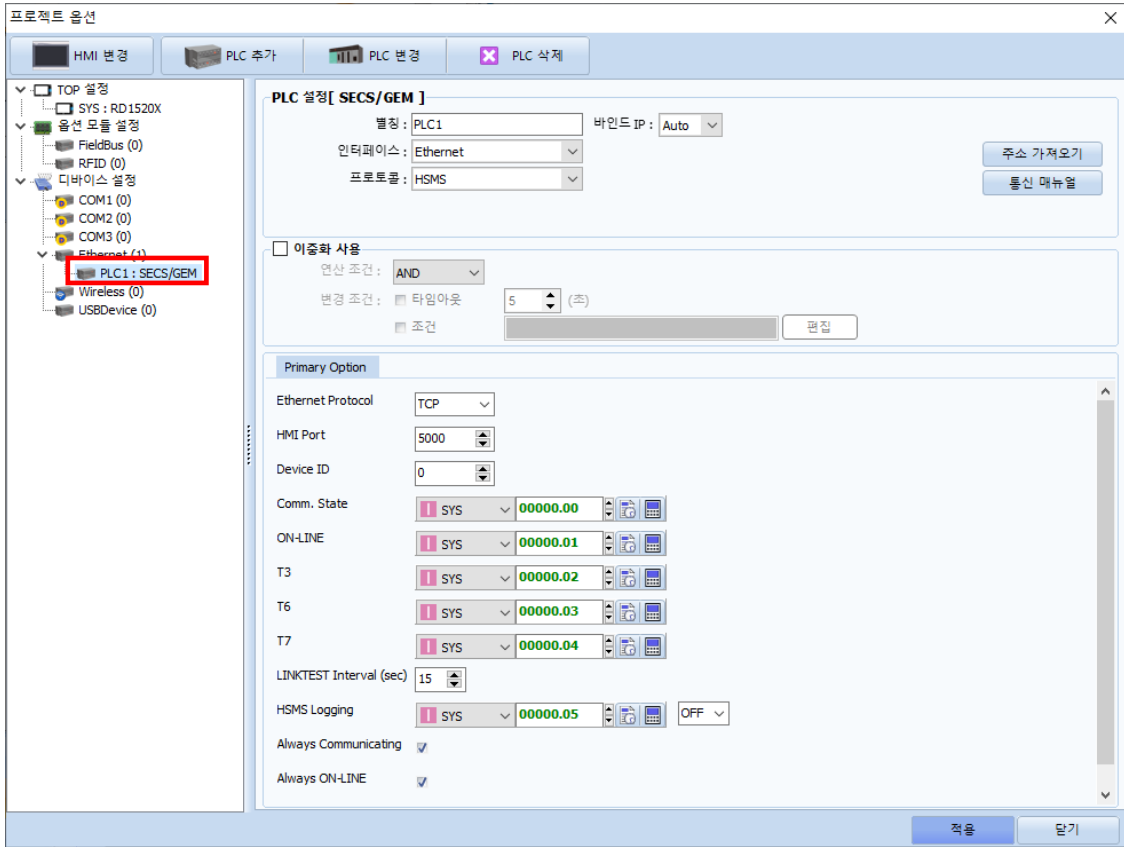 프로젝트 옵션
HMI 변경
PLC 추가
PLC 변경
PLC 삭제
TOP 설정
SYS : RD1520X
옵션 모듈 설정
FieldBus (0)
RFID (0)
디바이스 설정
COM1 (0)
COM2 (0)
COM3 (0)
Ethernet (1)
PLC1 : SECS/GEM
Wireless (0)
USBDevice (0)
PLC 설정[ SECS/GEM ]
별칭 : PLC1 바인드 IP : Auto
인터페이스 : Ethernet
주소 가져오기
프로토콜 : HSMS
통신 매뉴얼
이중화 사용
연산 조건 : AND
변경 조건 : 타임아웃 5 (초)
조건 편집
Primary Option
Ethernet Protocol TCP
HMI Port 5000
Device ID 0
Comm. State SYS 00000.00
ON-LINE SYS 00000.01
T3 SYS 00000.02
T6 SYS 00000.03
T7 SYS 00000.04
LINKTEST Interval (sec) 15
HSMS Logging SYS 00000.05 OFF
Always Communicating
Always ON-LINE
적용 닫기